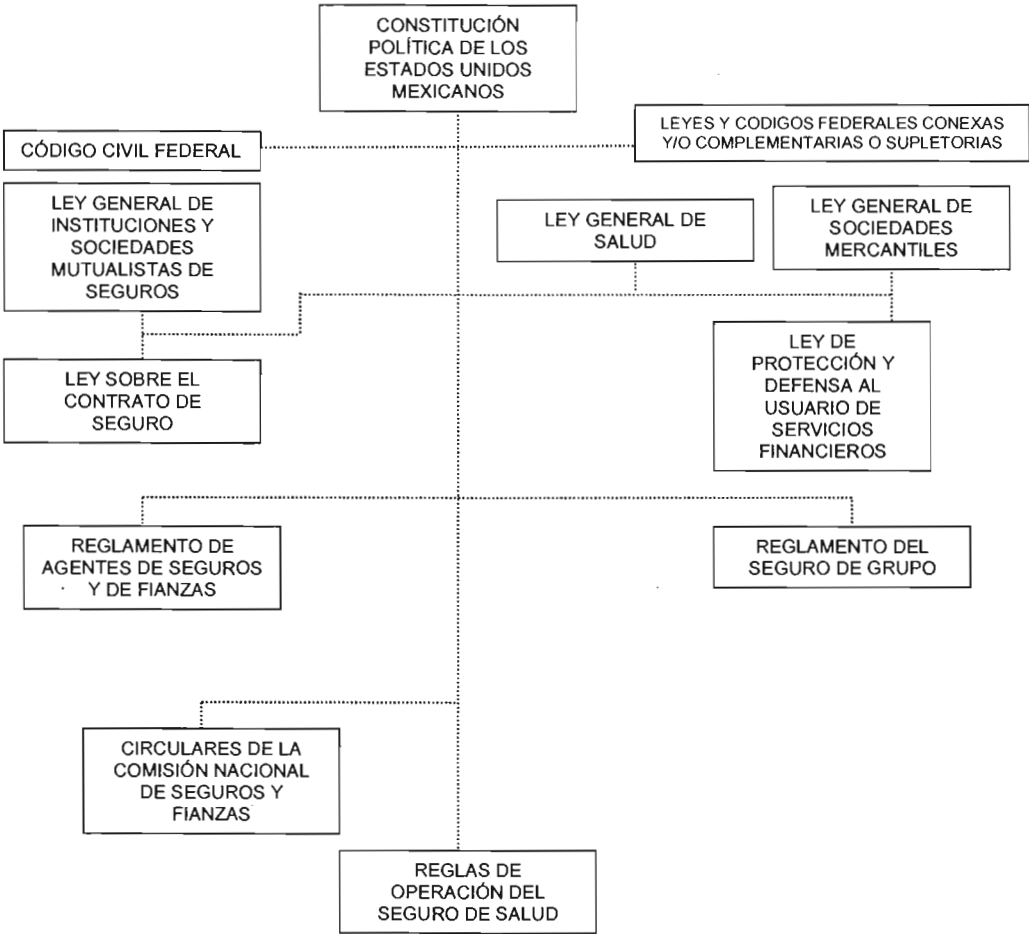 CONSTITUCIÓN
POLÍTICA DE LOS
ESTADOS UNIDOS
MEXICANOS
CÓDIGO CIVIL FEDERAL
LEYES Y CODIGOS FEDERALES CONEXAS
Y/O COMPLEMENTARIAS O SUPLETORIAS
LEY GENERAL DE
INSTITUCIONES Y
SOCIEDADES
MUTUALISTAS DE
SEGUROS
LEY GENERAL DE
SALUD
LEY GENERAL DE
SOCIEDADES
MERCANTILES
LEY SOBRE EL
CONTRATO DE
SEGURO
LEY DE
PROTECCIÓN Y
DEFENSA AL
USUARIO DE
SERVICIOS
FINANCIEROS
REGLAMENTO DE
AGENTES DE SEGUROS
Y DE FIANZAS
REGLAMENTO DEL
SEGURO DE GRUPO
CIRCULARES DE LA
COMISIÓN NACIONAL
DE SEGUROS Y
FIANZAS
REGLAS DE
OPERACIÓN DEL
SEGURO DE SALUD